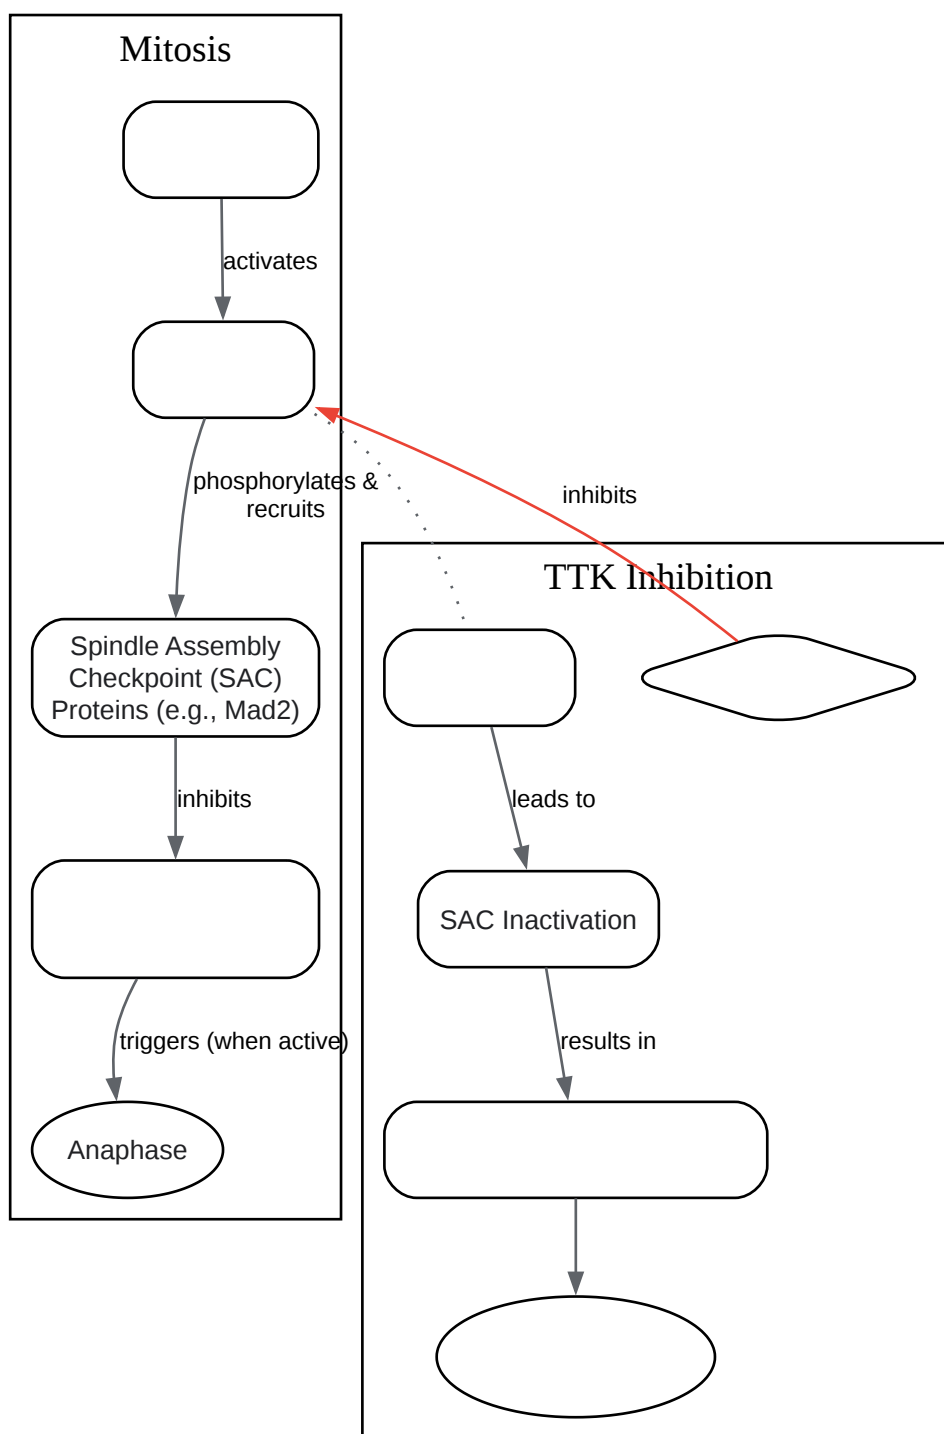 Mitosis
activates
phosphorylates &
recruits
Spindle Assembly
Checkpoint (SAC)
Proteins (e.g., Mad2)
inhibits
triggers (when active)
Anaphase
inhibits
TTK Inhibition
leads to
SAC Inactivation
results in